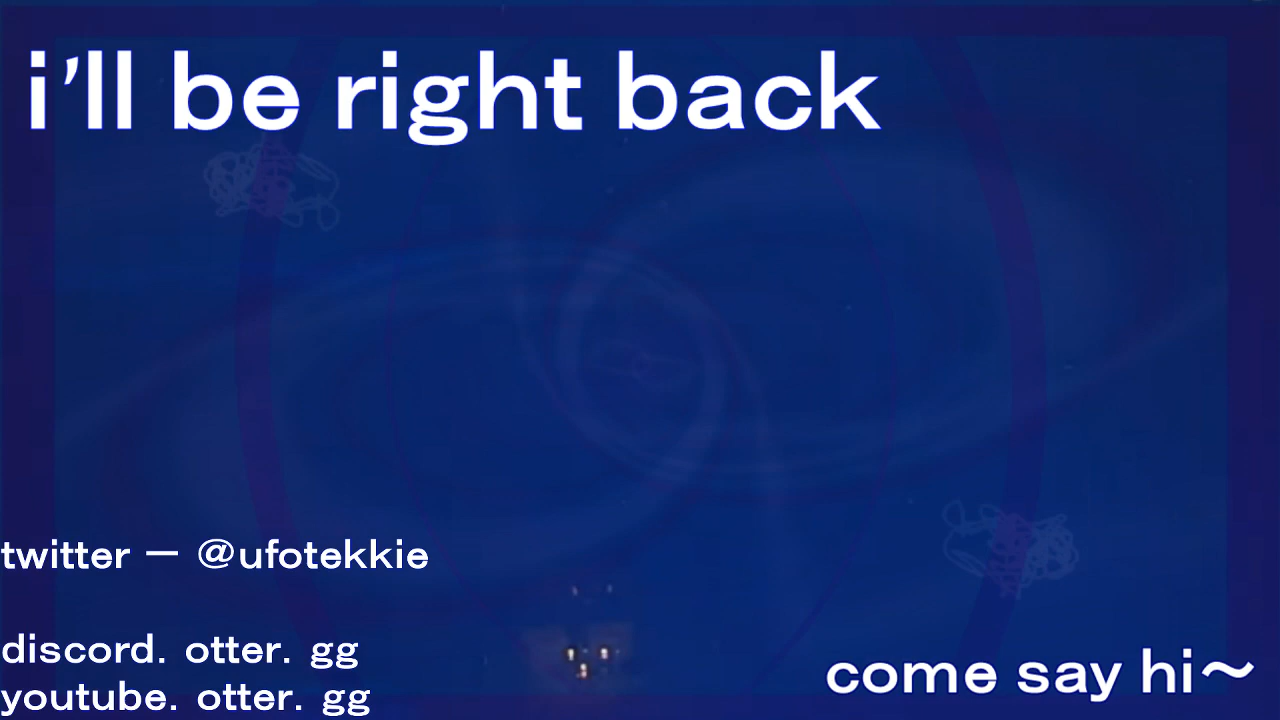 i'll be right back
twitter — @ufotekkie
discord. otter. gg
youtube. otter. gg
come say hi~